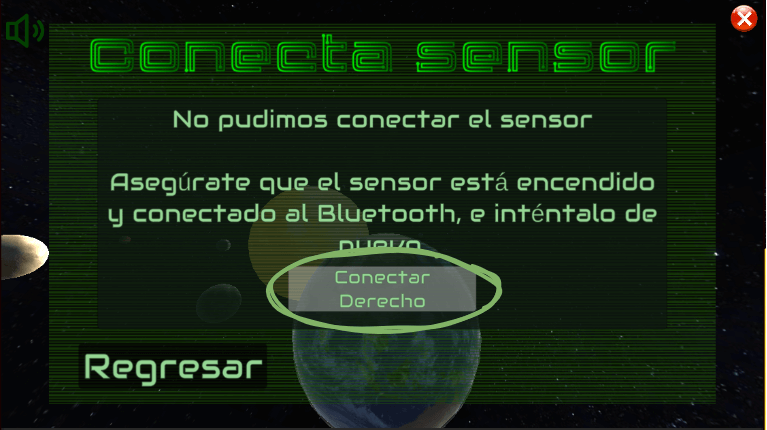 Conecta sensor
No pudimos conectar el sensor
Asegúrate que el sensor está encendido
y conectado al Bluetooth, e inténtalo de
nuevo
Conectar
Derecho
Regresar